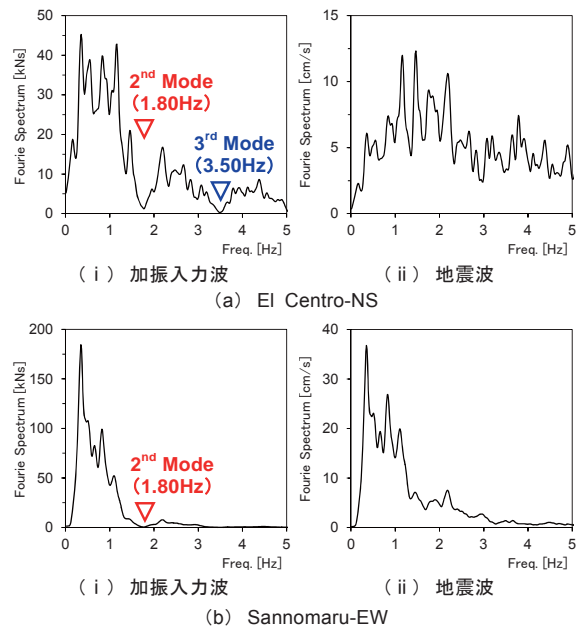 Fourie Spectrum [kNs]
50
40
30
20
10
0
0 1 2 3 4 5
Freq. [Hz]
2nd Mode
(1.80Hz)
3rd Mode
(3.50Hz)
(ⅰ) 加振入力波
Fourie Spectrum [cm/s]
15
10
5
0
0 1 2 3 4 5
Freq. [Hz]
(ⅱ) 地震波
(a) El Centro-NS
Fourie Spectrum [kNs]
200
150
100
50
0
0 1 2 3 4 5
Freq. [Hz]
2nd Mode
(1.80Hz)
(ⅰ) 加振入力波
Fourie Spectrum [cm/s]
40
30
20
10
0
0 1 2 3 4 5
Freq. [Hz]
(ⅱ) 地震波
(b) Sannomaru-EW